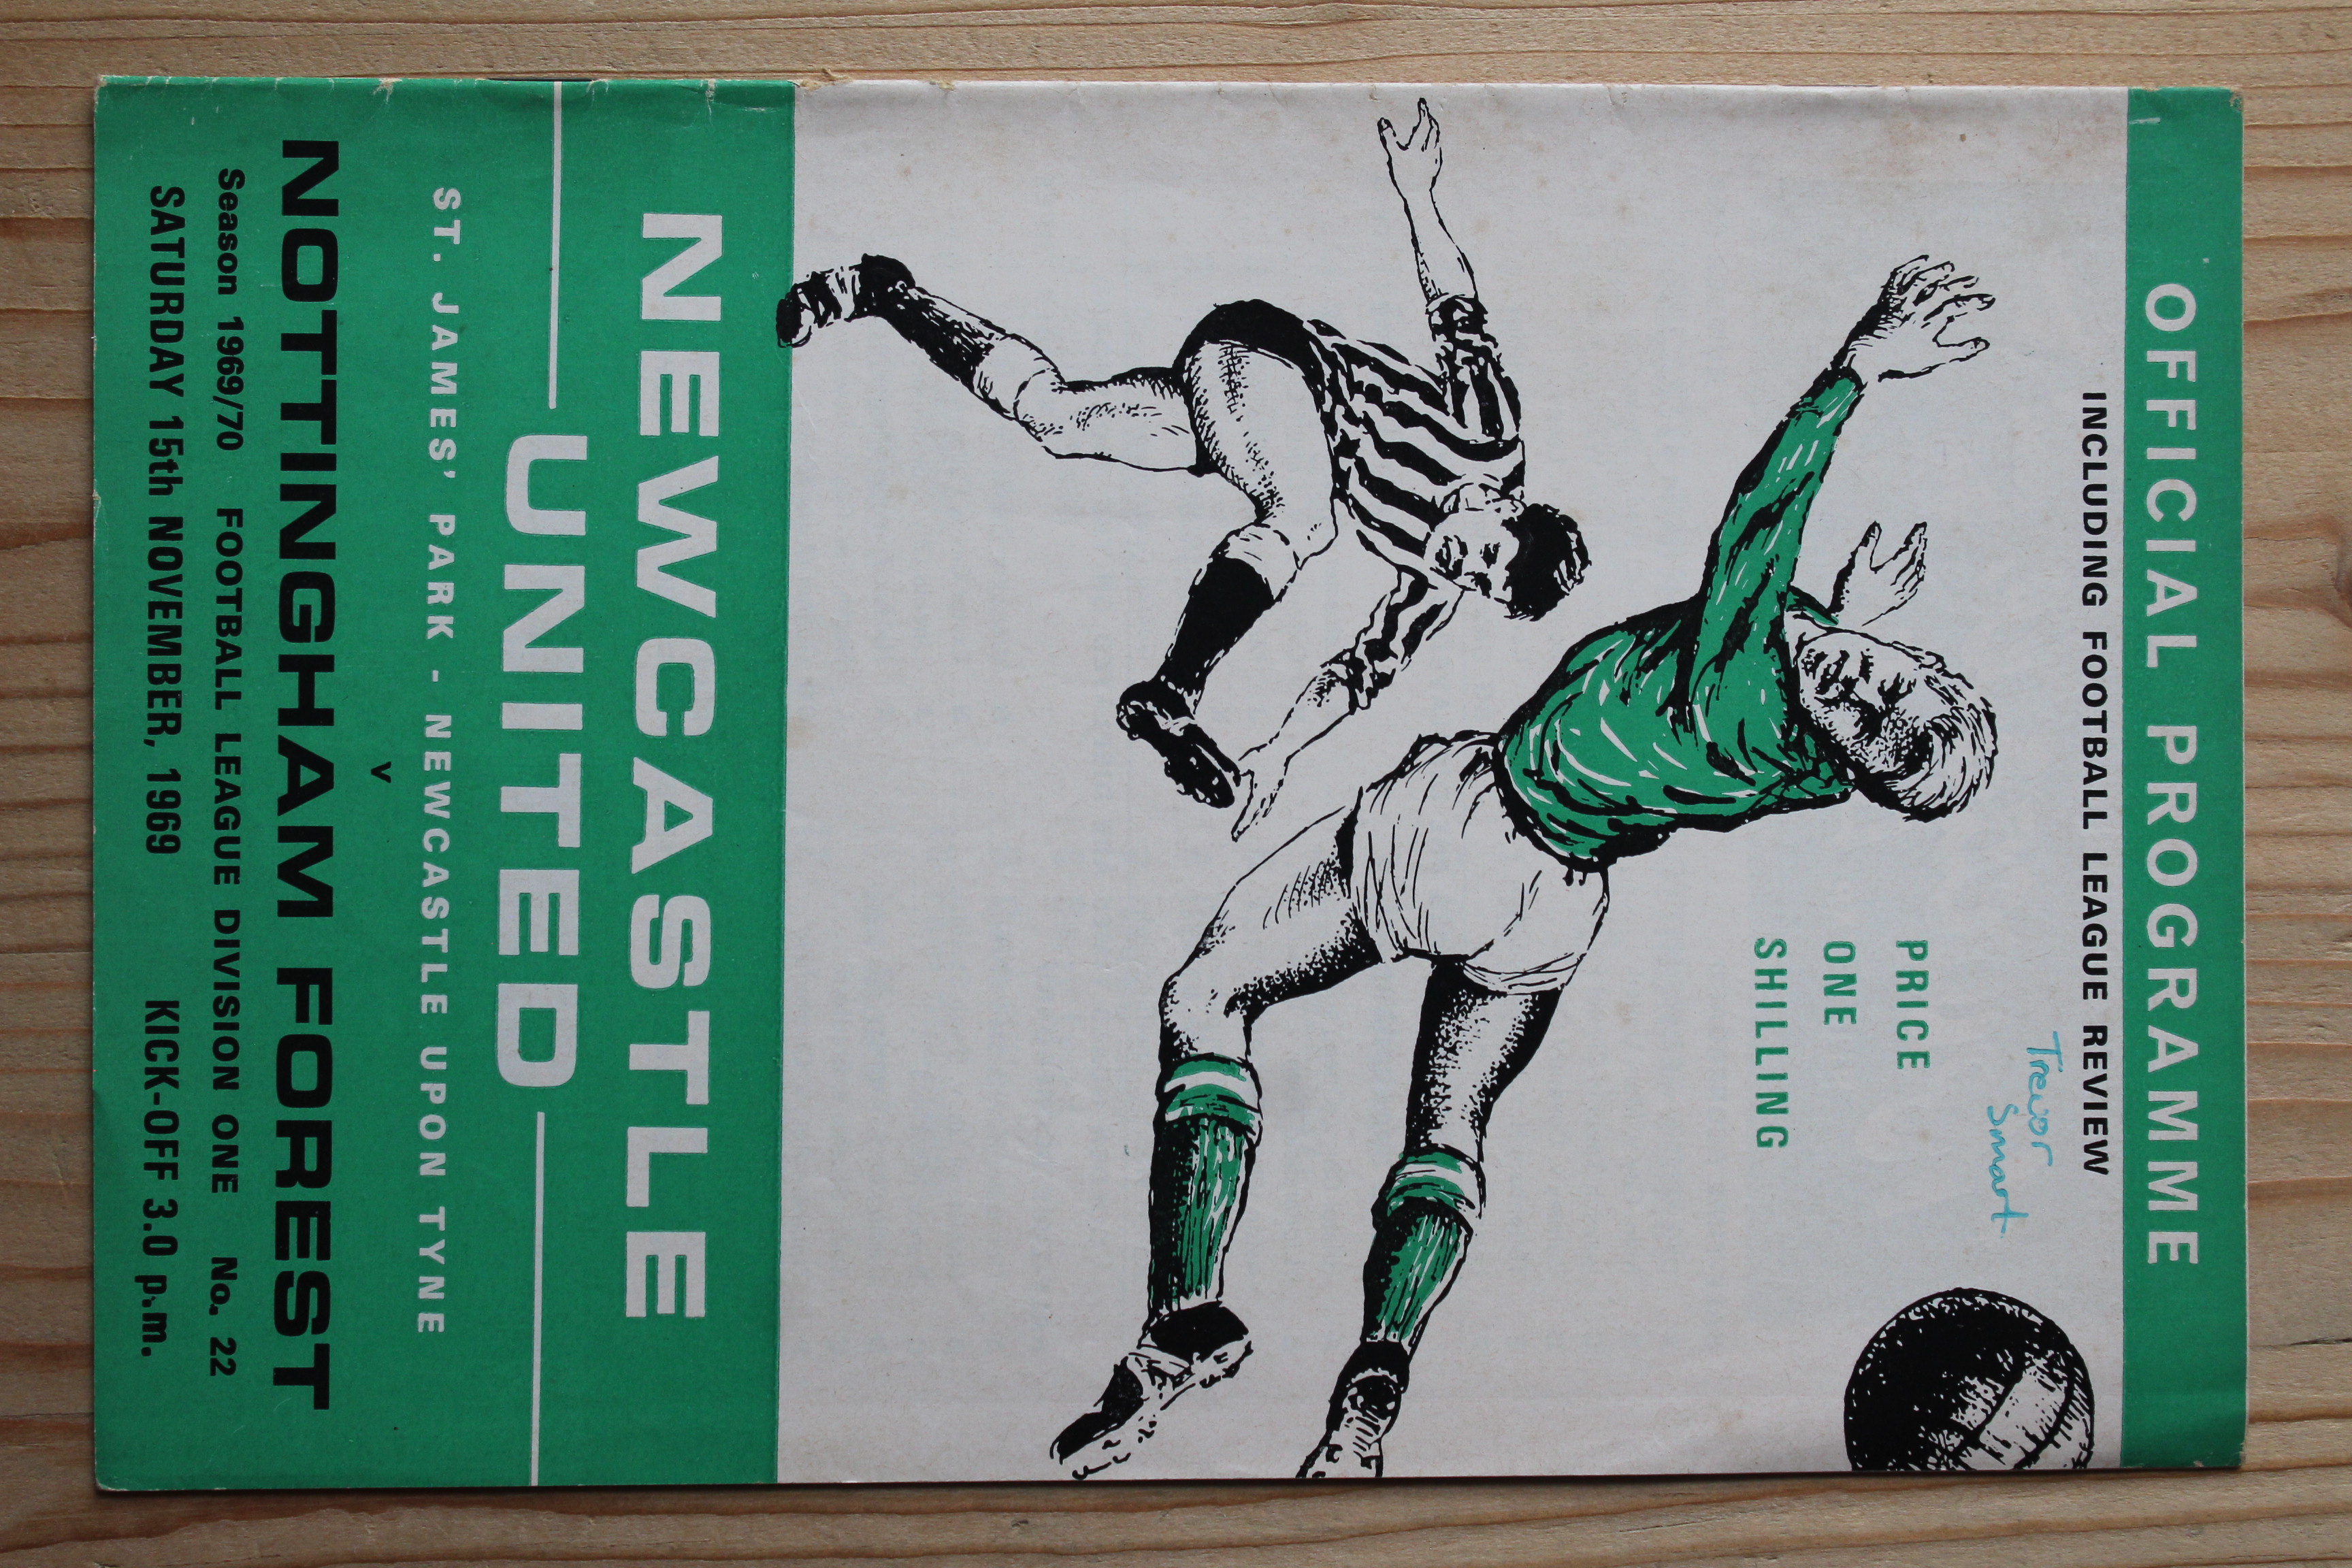 OFFICIAL PROGRAMME
INCLUDING FOOTBALL LEAGUE REVIEW
Trevor
Smart
PRICE
ONE
SHILLING
NEWCASTLE
UNITED
ST. JAMES' PARK - NEWCASTLE UPON TYNE
v
NOTTINGHAM FOREST
Season 1969/70 FOOTBALL LEAGUE DIVISION ONE No. 22
SATURDAY 15th NOVEMBER, 1969 KICK-OFF 3.0 p.m.